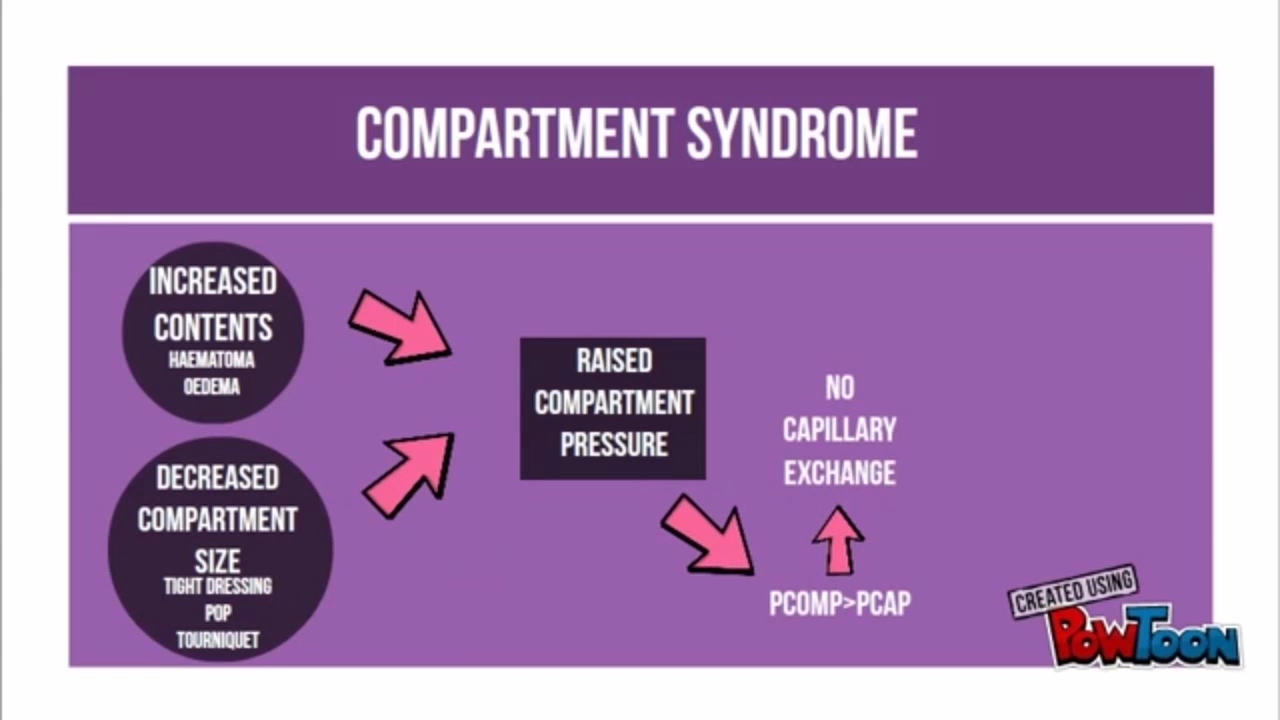 COMPARTMENT SYNDROME
INCREASED
CONTENTS
HAEMATOMA
OEDEMA
DECREASED
COMPARTMENT
SIZE
TIGHT DRESSING
POP
TOURNIQUET
RAISED
COMPARTMENT
PRESSURE
NO
CAPILLARY
EXCHANGE
PCOMP>PCAP
CREATED USING
POWTOON